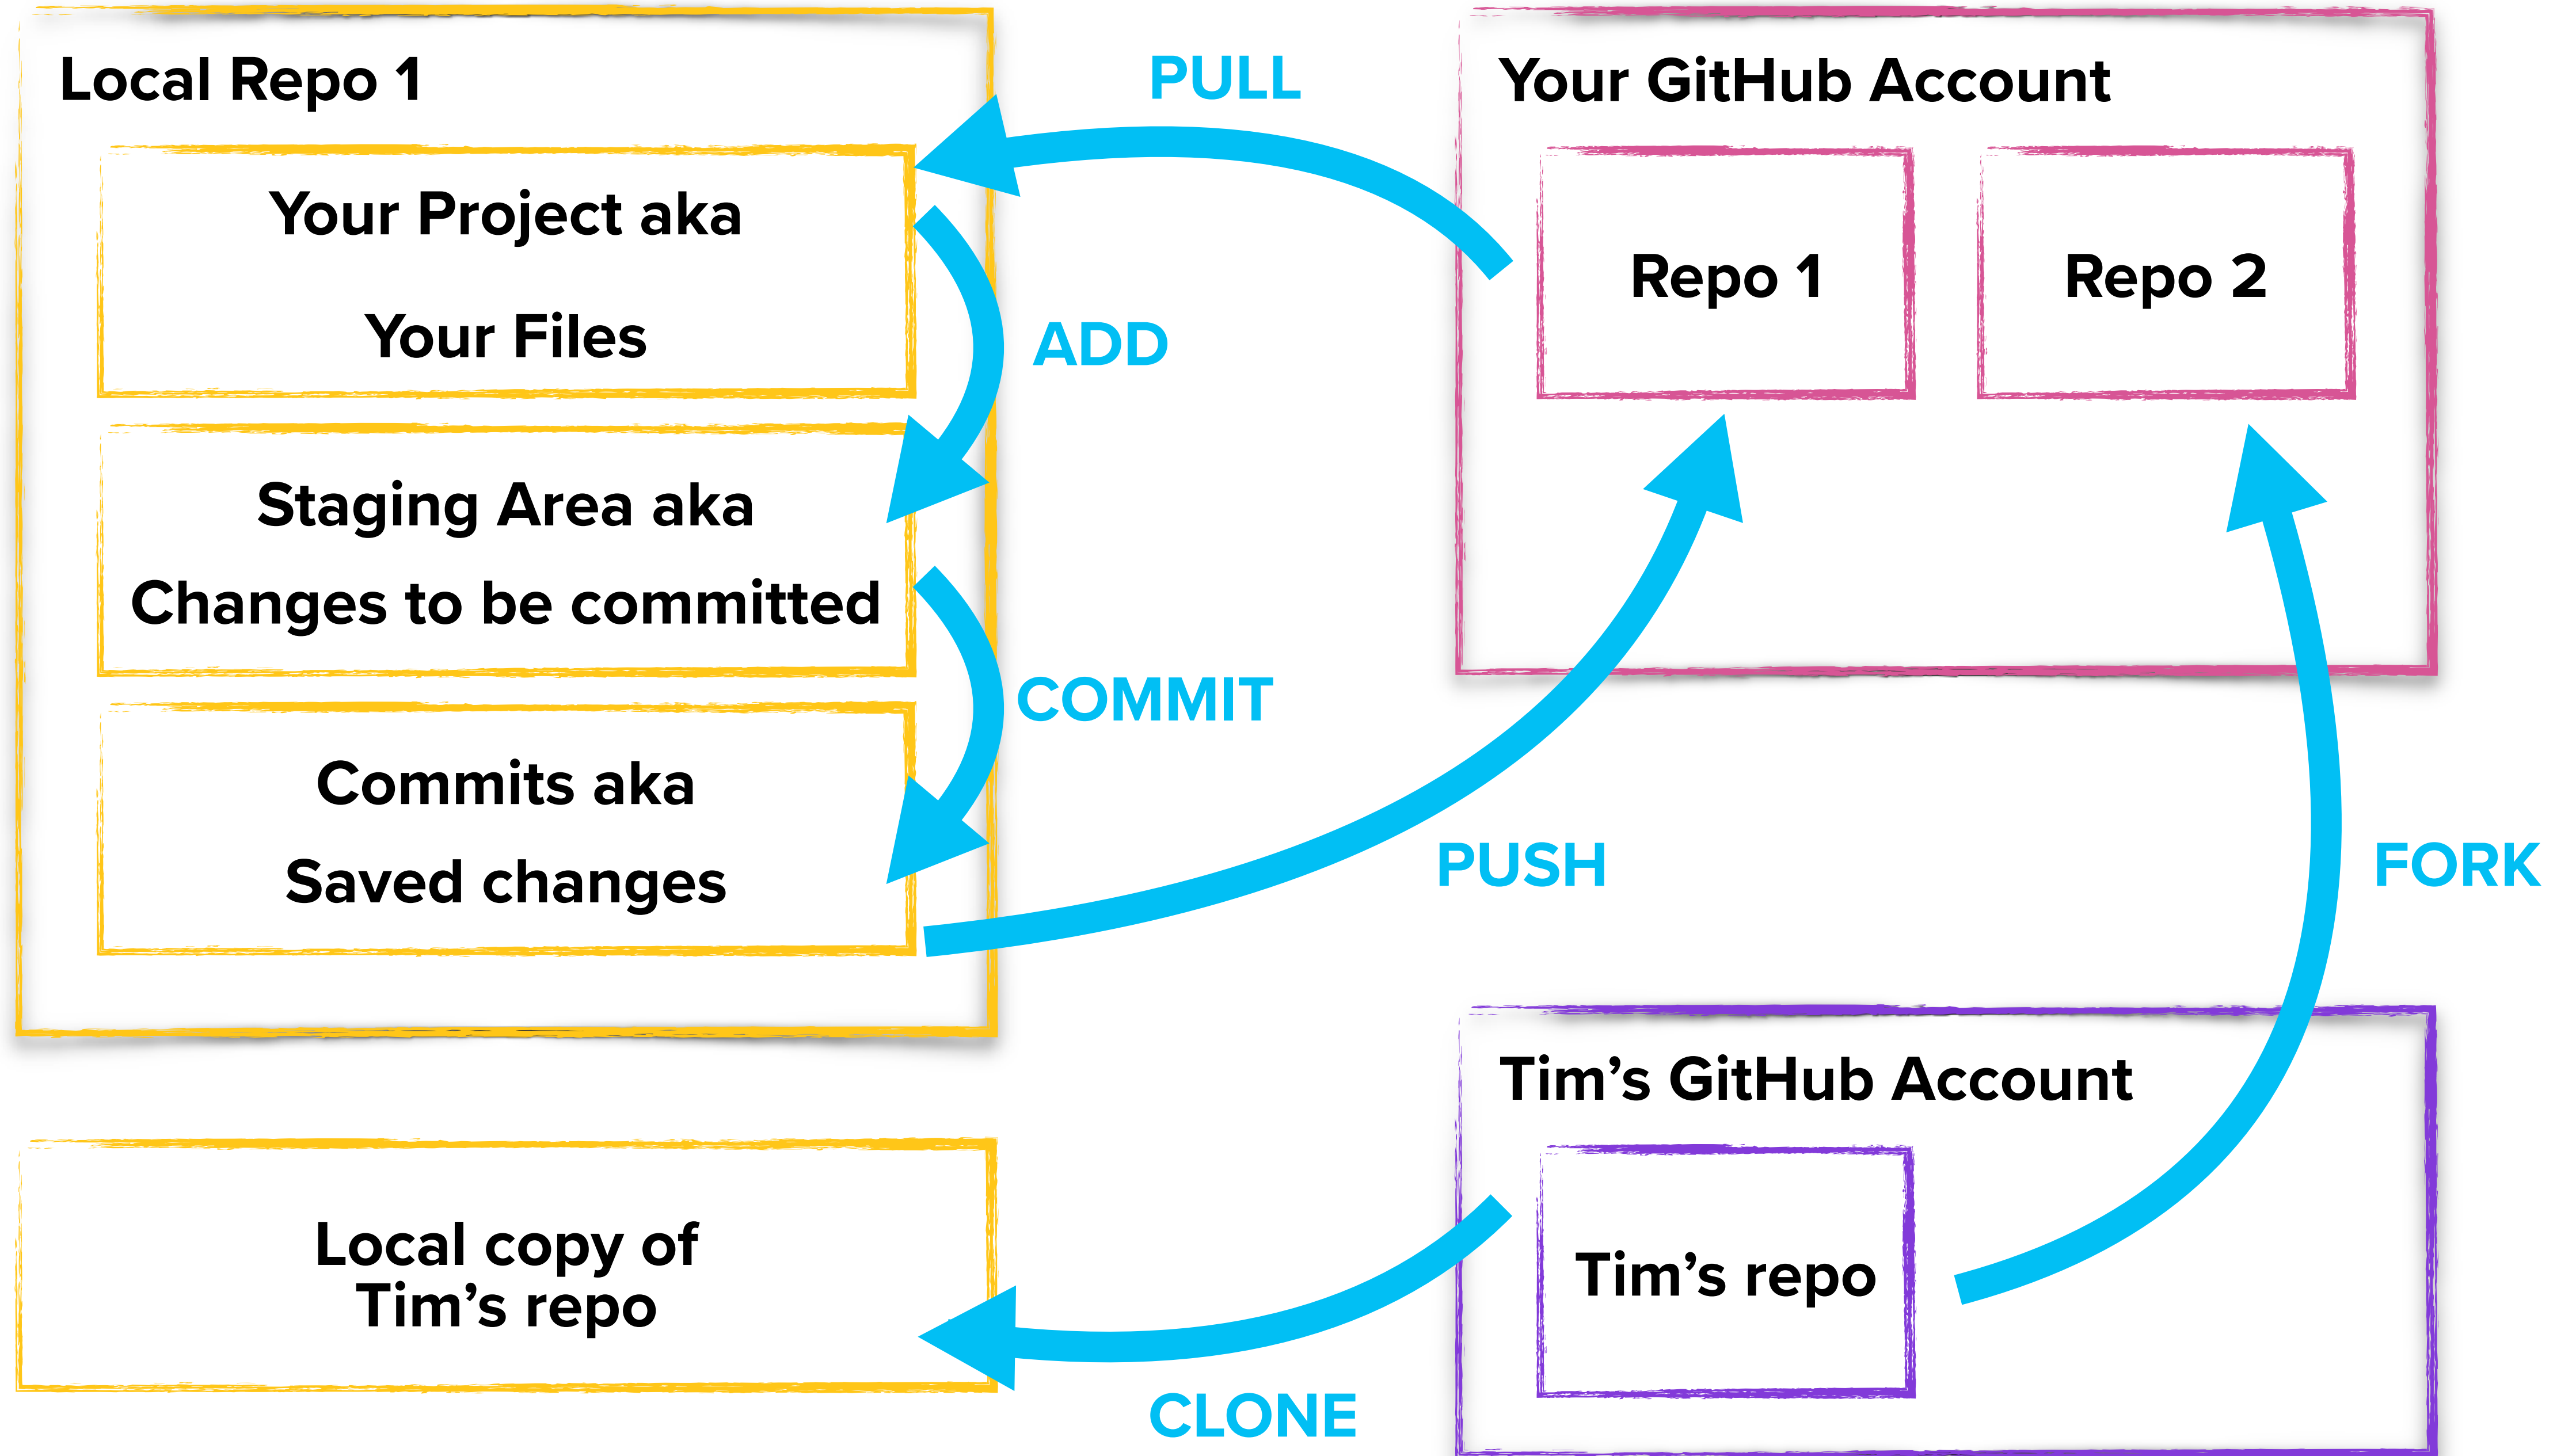 Local Repo 1
Your Project aka
Your Files
Staging Area aka
Changes to be committed
Commits aka
Saved changes
PULL
ADD
COMMIT
PUSH
Your GitHub Account
Repo 1
Repo 2
FORK
Local copy of
Tim’s repo
CLONE
Tim’s GitHub Account
Tim’s repo